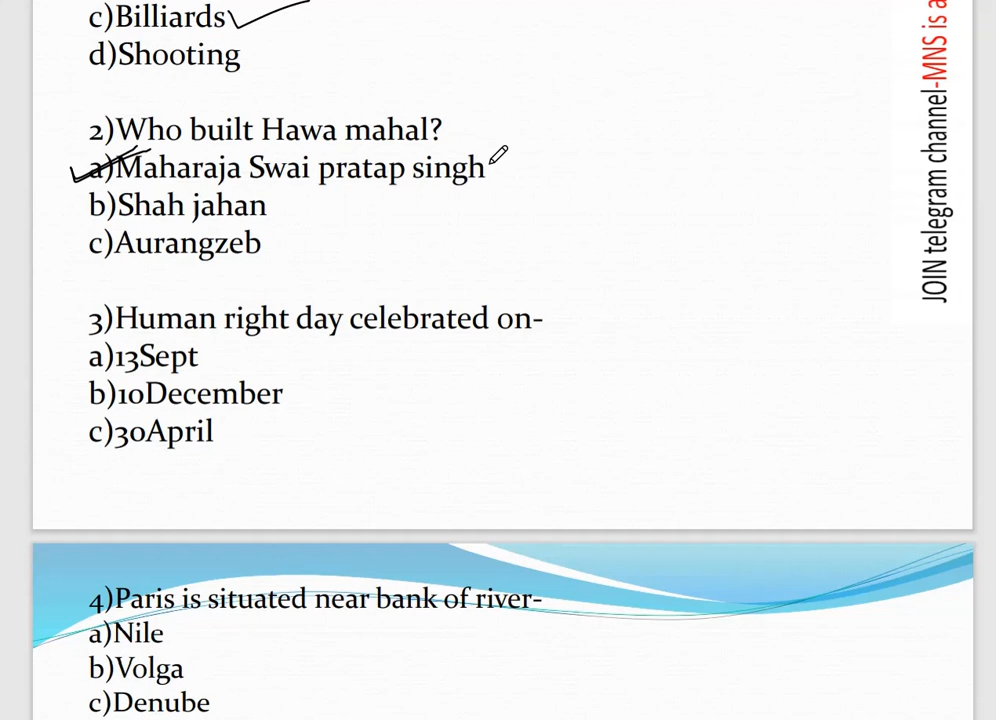 c)Billiards
d)Shooting
2)Who built Hawa mahal?
a)Maharaja Swai pratap singh
b)Shah jahan
c)Aurangzeb
3)Human right day celebrated on-
a)13Sept
b)10December
c)30April
4)Paris is situated near bank of river-
a)Nile
b)Volga
c)Denube
JOIN telegram channel-MNS is a